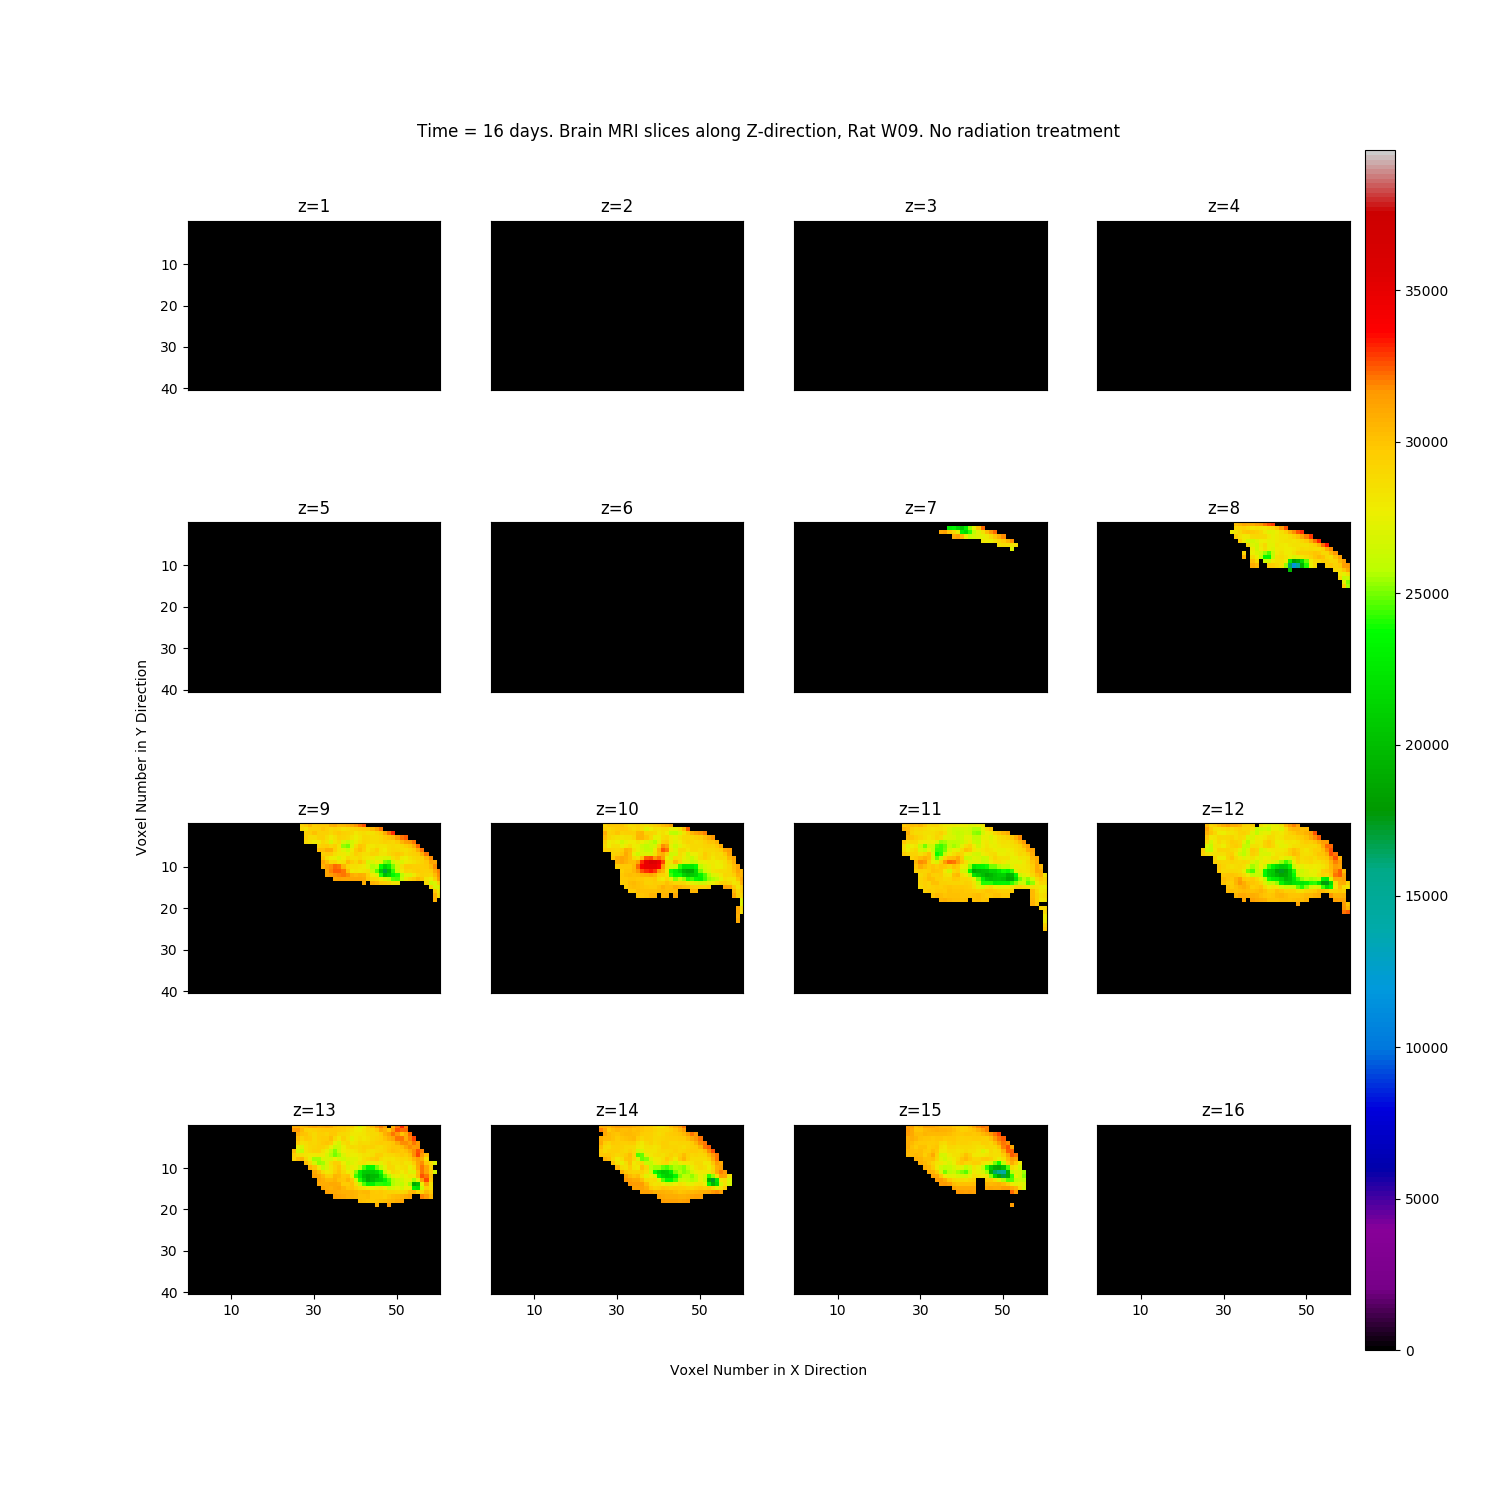 Time = 16 days. Brain MRI slices along Z-direction, Rat W09. No radiation treatment
z=1
z=2
z=3
z=4
10
20
30
40
z=5
z=6
z=7
z=8
10
20
30
40
z=9
z=10
z=11
z=12
10
20
30
40
z=13
z=14
z=15
z=16
10
20
30
40
10 30 50
10 30 50
10 30 50
10 30 50
Voxel Number in Y Direction
Voxel Number in X Direction
35000
30000
25000
20000
15000
10000
5000
0